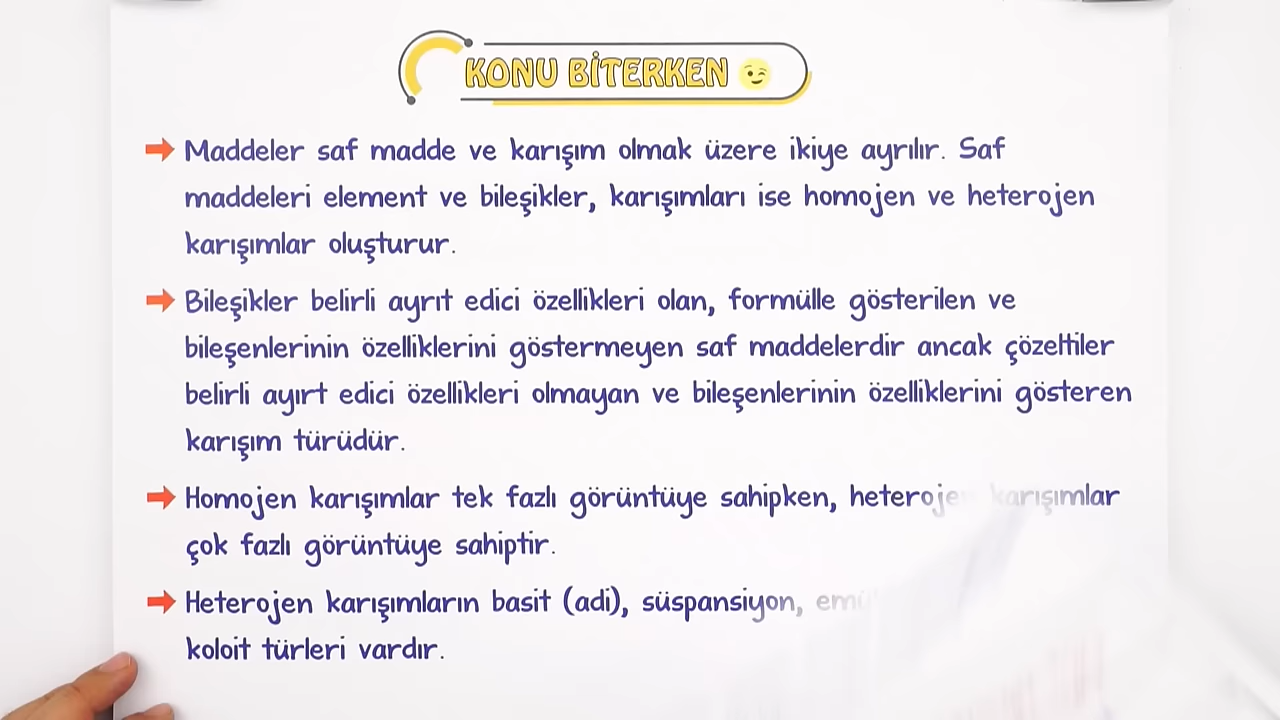 KONU BİTERKEN
Maddeler saf madde ve karışım olmak üzere ikiye ayrılır. Saf
maddeleri element ve bileşikler, karışımları ise homojen ve heterojen
karışımlar oluşturur.
Bileşikler belirli ayrıt edici özellikleri olan, formülle gösterilen ve
bileşenlerinin özelliklerini göstermeyen saf maddelerdir ancak çözeltiler
belirli ayırt edici özellikleri olmayan ve bileşenlerinin özelliklerini gösteren
karışım türüdür.
Homojen karışımlar tek fazlı görüntüye sahipken, heterojen karışımlar
çok fazlı görüntüye sahiptir.
Heterojen karışımların basit (adi), süspansiyon,
koloit türleri vardır.